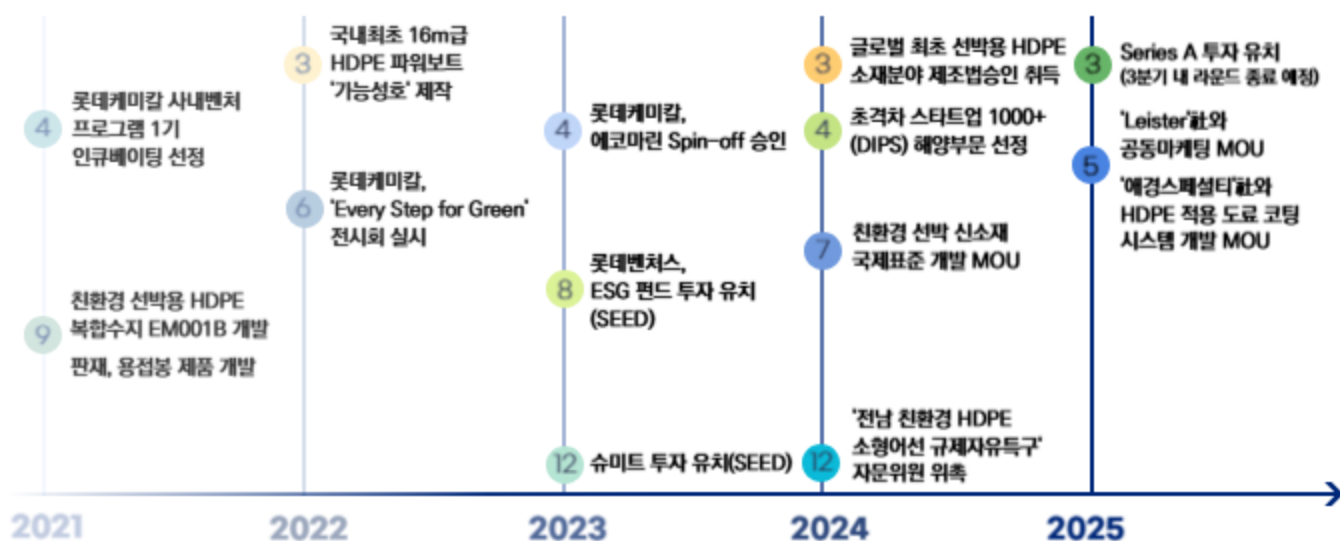 4
롯데케미칼 사내벤처
프로그램 1기
인큐베이팅 선정
9
친환경 선박용 HDPE
복합수지 EM001B 개발
판재, 용접봉 제품 개발
2021
3
국내최초 16m급
HDPE 파워보트
'가능성호' 제작
6
롯데케미칼,
'Every Step for Green'
전시회 실시
2022
4
롯데케미칼,
에코마린 Spin-off 승인
8
롯데벤처스,
ESG 펀드 투자 유치
(SEED)
12
슈미트 투자 유치(SEED)
2023
3
글로벌 최초 선박용 HDPE
소재분야 제조법승인 취득
4
초격차 스타트업 1000+
(DIPS) 해양부문 선정
7
친환경 선박 신소재
국제표준 개발 MOU
12
'전남 친환경 HDPE
소형어선 규제자유특구'
자문위원 위촉
2024
3
Series A 투자 유치
(3분기 내 라운드 종료 예정)
5
'Leister'社와
공동마케팅 MOU
'애경스페셜티'社와
HDPE 적용 도료 코팅
시스템 개발 MOU
2025